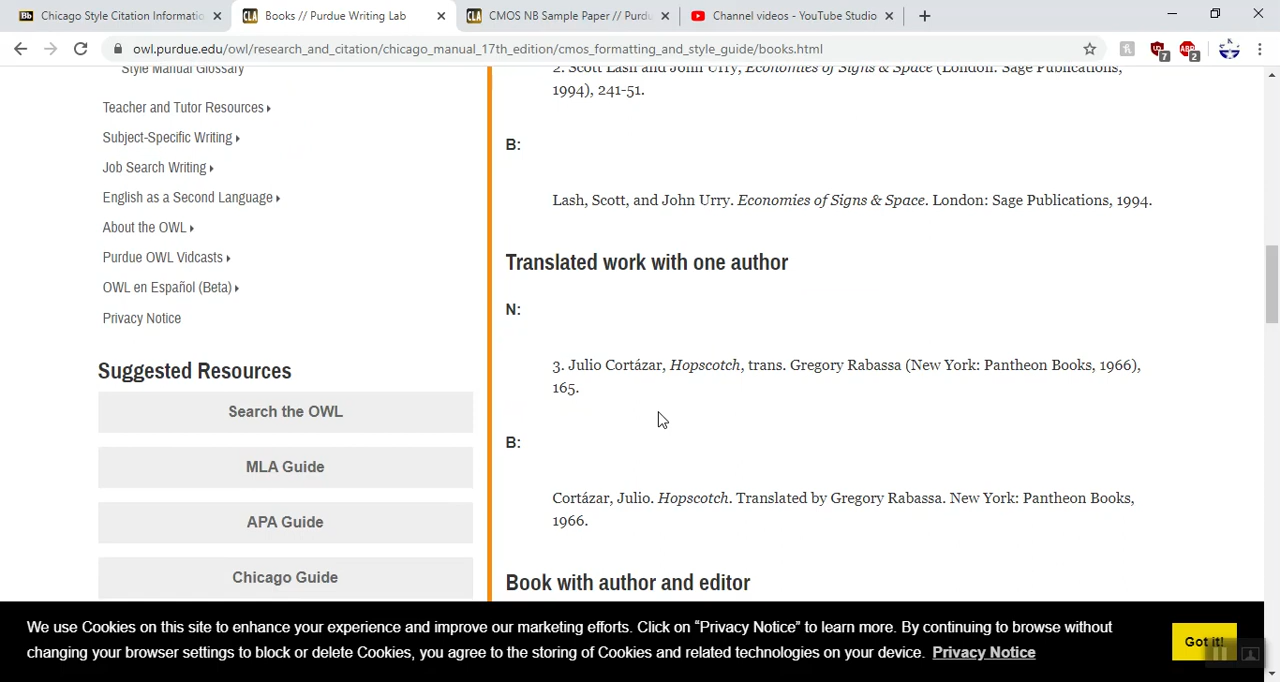 Chicago Style Citation Informatic
Books // Purdue Writing Lab
CMOS NB Sample Paper // Purdu
Channel videos - YouTube Studio
owl.purdue.edu/owl/research_and_citation/chicago_manual_17th_edition/cmos_formatting_and_style_guide/books.html
7
2
Style Manual Glossary
Teacher and Tutor Resources
Subject-Specific Writing
Job Search Writing
English as a Second Language
About the OWL
Purdue OWL Vidcasts
OWL en Español (Beta)
Privacy Notice
Suggested Resources
Search the OWL
MLA Guide
APA Guide
Chicago Guide
2. Scott Lash and John Urry, Economies of Signs & Space (London: Sage Publications,
1994), 241-51.
B:
Lash, Scott, and John Urry. Economies of Signs & Space. London: Sage Publications, 1994.
Translated work with one author
N:
3. Julio Cortázar, Hopscotch, trans. Gregory Rabassa (New York: Pantheon Books, 1966),
165.
B:
Cortázar, Julio. Hopscotch. Translated by Gregory Rabassa. New York: Pantheon Books,
1966.
Book with author and editor
We use Cookies on this site to enhance your experience and improve our marketing efforts. Click on “Privacy Notice” to learn more. By continuing to browse without
changing your browser settings to block or delete Cookies, you agree to the storing of Cookies and related technologies on your device. Privacy Notice
Got it!